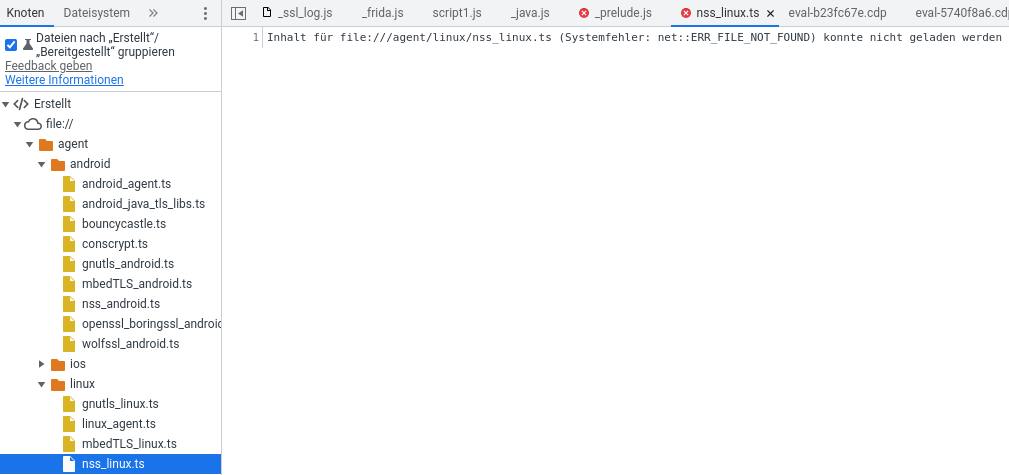 Knoten Dateisystem
_ssl_log.js _frida.js script1.js _java.js _prelude.js nss_linux.ts eval-b23fc67e.cdp eval-5740f8a6.cdp
Dateien nach „Erstellt“/
„Bereitgestellt“ gruppieren
Feedback geben
Weitere Informationen
1 Inhalt für file:///agent/linux/nss_linux.ts (Systemfehler: net::ERR_FILE_NOT_FOUND) konnte nicht geladen werden
Erstellt
file://
agent
android
android_agent.ts
android_java_tls_libs.ts
bouncycastle.ts
conscrypt.ts
gnutls_android.ts
mbedTLS_android.ts
nss_android.ts
openssl_boringssl_androi
wolfssl_android.ts
ios
linux
gnutls_linux.ts
linux_agent.ts
mbedTLS_linux.ts
nss_linux.ts